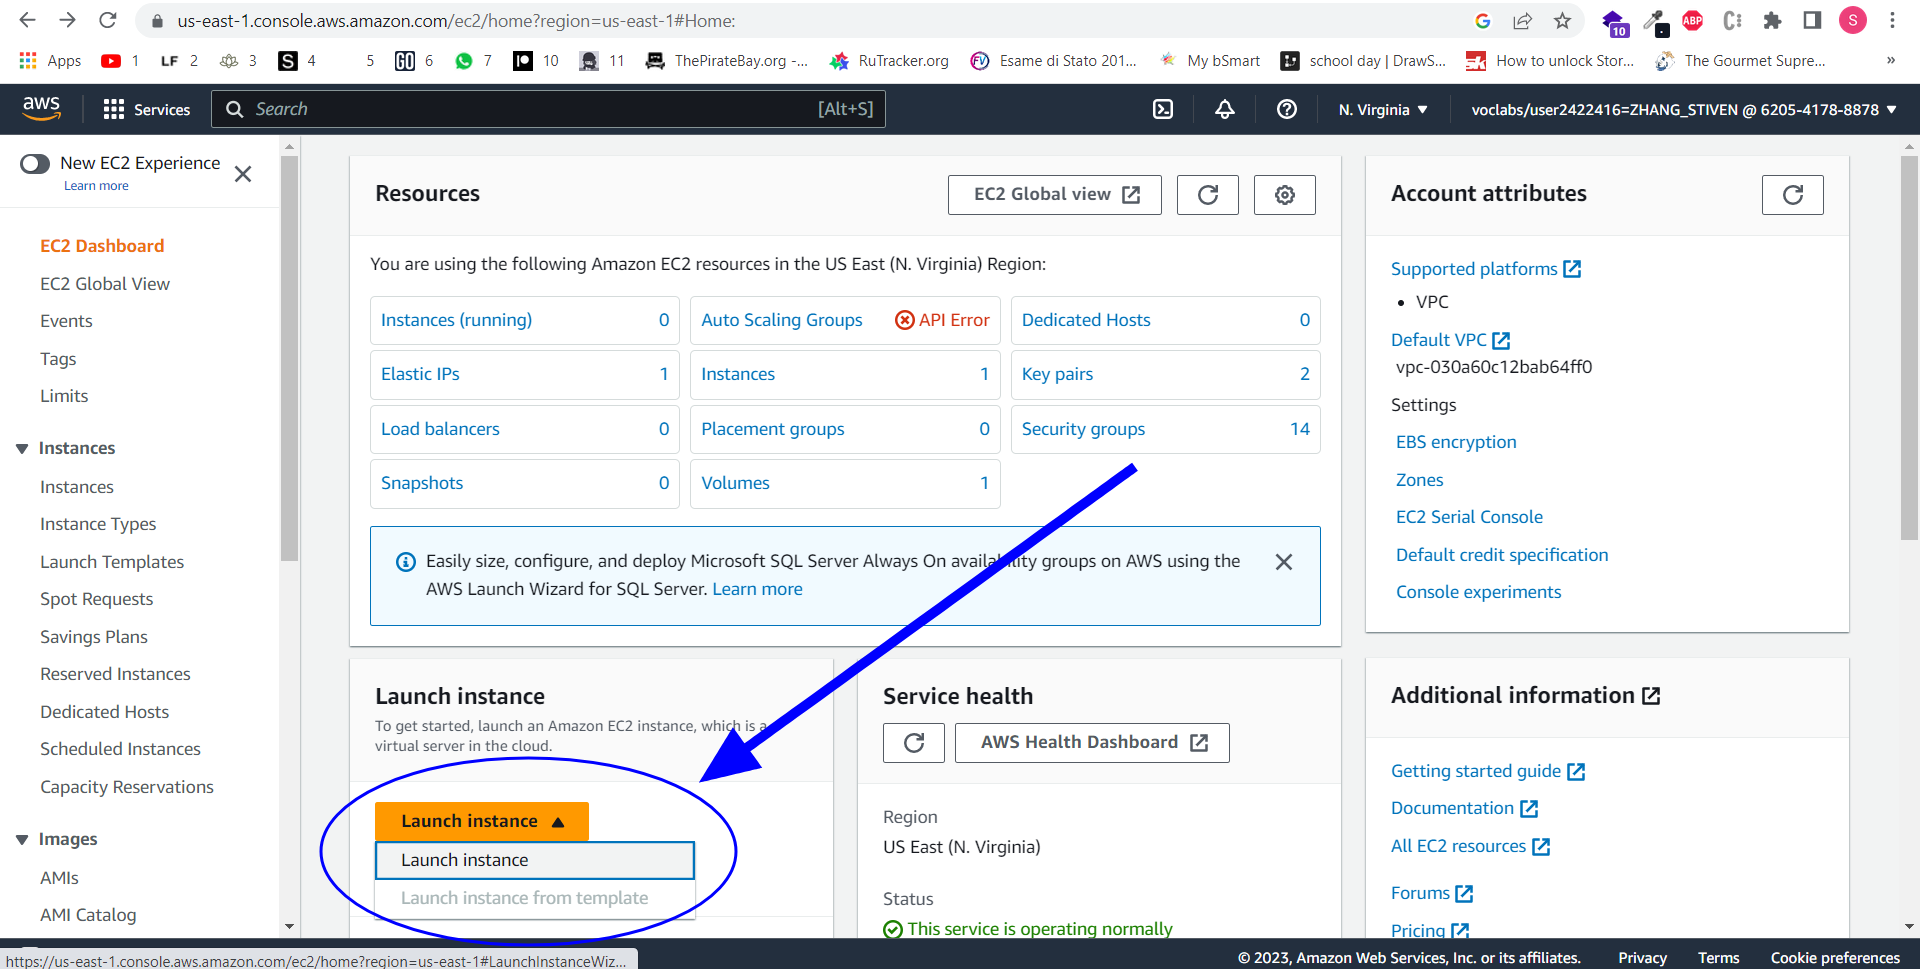 us-east-1.console.aws.amazon.com/ec2/home?region=us-east-1#Home:
10
ABP
S
Apps
1
LF 2
3
S 4
5
GO 6
7
10
11
ThePirateBay.org -...
RuTracker.org
FV Esame di Stato 201...
My bSmart
school day | DrawS...
How to unlock Stor...
The Gourmet Supre...
»
aws
Services
Search
[Alt+S]
N. Virginia
voclabs/user2422416=ZHANG_STIVEN @ 6205-4178-8878
New EC2 Experience
Learn more
EC2 Dashboard
EC2 Global View
Events
Tags
Limits
Instances
Instances
Instance Types
Launch Templates
Spot Requests
Savings Plans
Reserved Instances
Dedicated Hosts
Scheduled Instances
Capacity Reservations
Images
AMIs
AMI Catalog
Resources
EC2 Global view
You are using the following Amazon EC2 resources in the US East (N. Virginia) Region:
Instances (running) 0
Auto Scaling Groups API Error
Dedicated Hosts 0
Elastic IPs 1
Instances 1
Key pairs 2
Load balancers 0
Placement groups 0
Security groups 14
Snapshots 0
Volumes 1
Easily size, configure, and deploy Microsoft SQL Server Always On availability groups on AWS using the
AWS Launch Wizard for SQL Server. Learn more
Launch instance
To get started, launch an Amazon EC2 instance, which is a
virtual server in the cloud.
Launch instance
Launch instance
Launch instance from template
Service health
AWS Health Dashboard
Region
US East (N. Virginia)
Status
This service is operating normally
Account attributes
Supported platforms
• VPC
Default VPC
vpc-030a60c12bab64ff0
Settings
EBS encryption
Zones
EC2 Serial Console
Default credit specification
Console experiments
Additional information
Getting started guide
Documentation
All EC2 resources
Forums
Pricing
https://us-east-1.console.aws.amazon.com/ec2/home?region=us-east-1#LaunchInstanceWiz...
© 2023, Amazon Web Services, Inc. or its affiliates.
Privacy
Terms
Cookie preferences